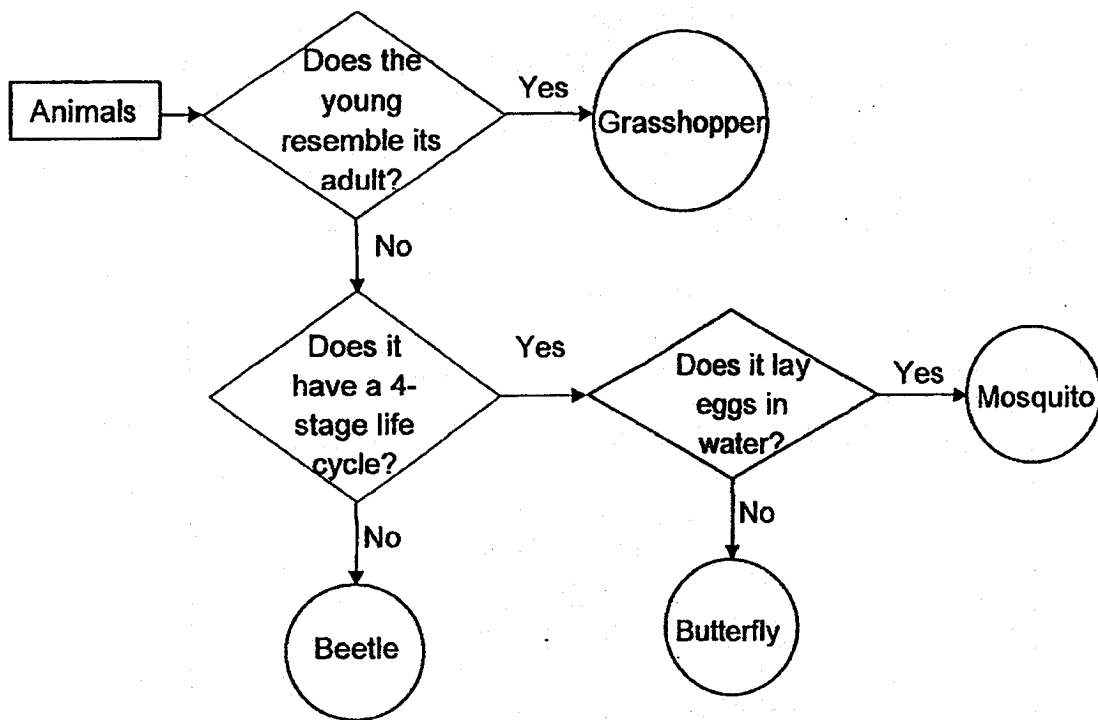 Animals
Does the
young
resemble its
adult?
Yes
Grasshopper
No
Does it
have a 4-
stage life
cycle?
Yes
Does it lay
eggs in
water?
Yes
Mosquito
No
Beetle
No
Butterfly